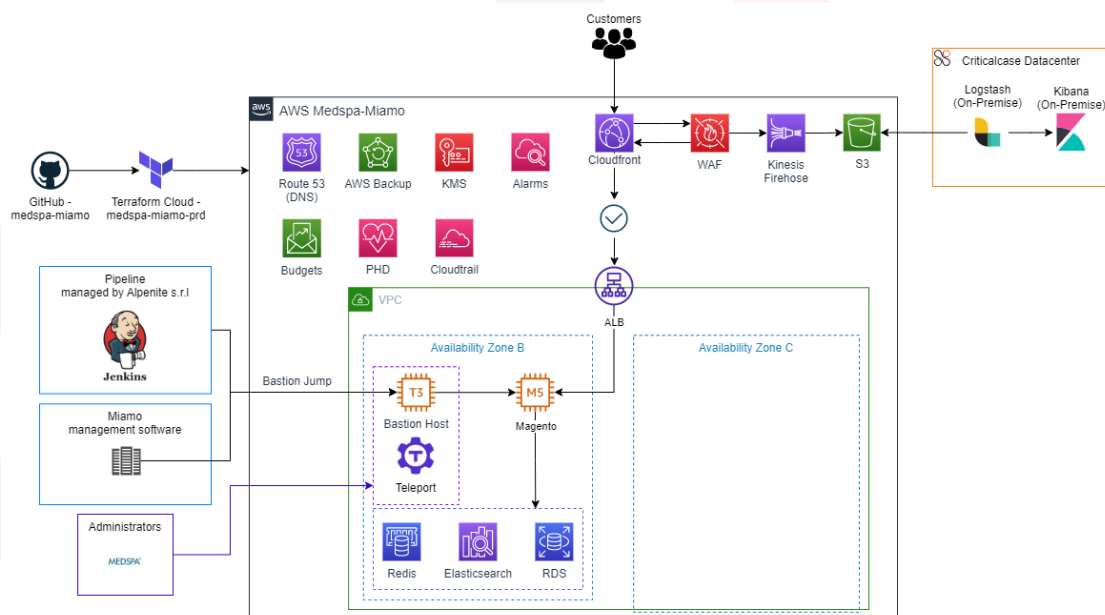 Customers
Criticalcase Datacenter
Logstash
(On-Premise)
Kibana
(On-Premise)
aws
AWS Medspa-Miamo
53
Route 53
(DNS)
AWS Backup
KMS
Alarms
Cloudfront
WAF
Kinesis
Firehose
S3
GitHub -
medspa-miamo
Terraform Cloud -
medspa-miamo-prd
Budgets
PHD
Cloudtrail
Pipeline
managed by Alpenite s.r.l
Jenkins
VPC
ALB
Availability Zone B
Availability Zone C
Bastion Jump
T3
Bastion Host
M5
Magento
Miamo
management software
T
Teleport
Administrators
MEDSPA
Redis
Elasticsearch
RDS